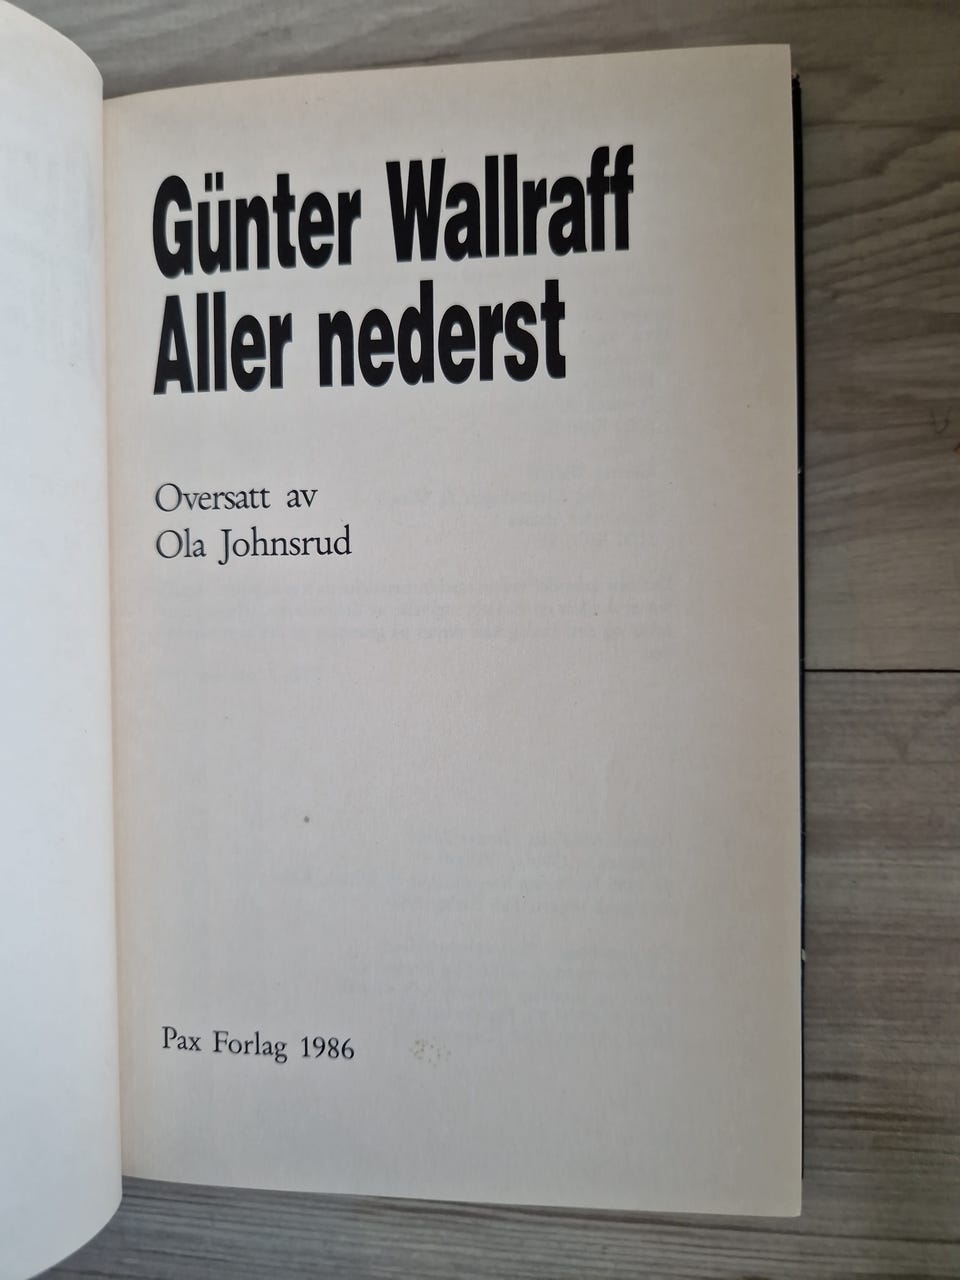 Günter Wallraff
Aller nederst
Oversatt av
Ola Johnsrud
Pax Forlag 1986